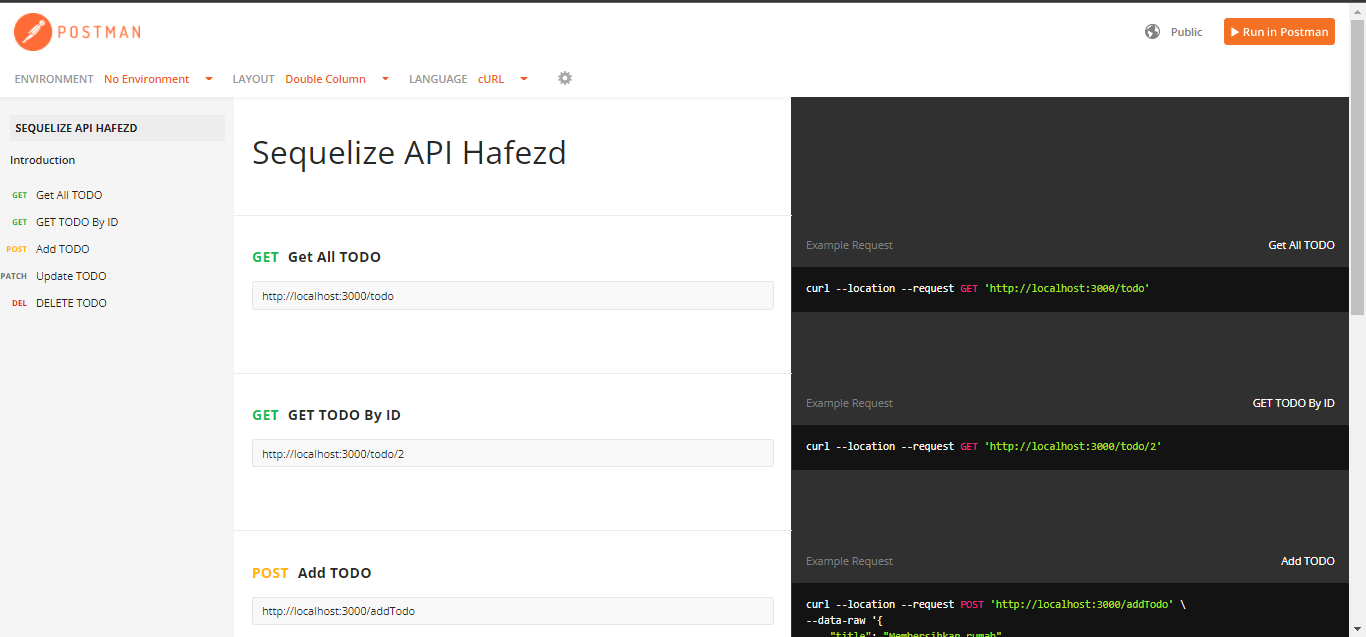 POSTMAN
Public
Run in Postman
ENVIRONMENT No Environment LAYOUT Double Column LANGUAGE cURL
SEQUELIZE API HAFEZD
Introduction
GET Get All TODO
GET GET TODO By ID
POST Add TODO
PATCH Update TODO
DEL DELETE TODO
Sequelize API Hafezd
GET Get All TODO
http://localhost:3000/todo
Example Request Get All TODO
curl --location --request GET 'http://localhost:3000/todo'
GET GET TODO By ID
http://localhost:3000/todo/2
Example Request GET TODO By ID
curl --location --request GET 'http://localhost:3000/todo/2'
POST Add TODO
http://localhost:3000/addTodo
Example Request Add TODO
curl --location --request POST 'http://localhost:3000/addTodo' \
--data-raw '{
"title": "Membersihkan rumah"